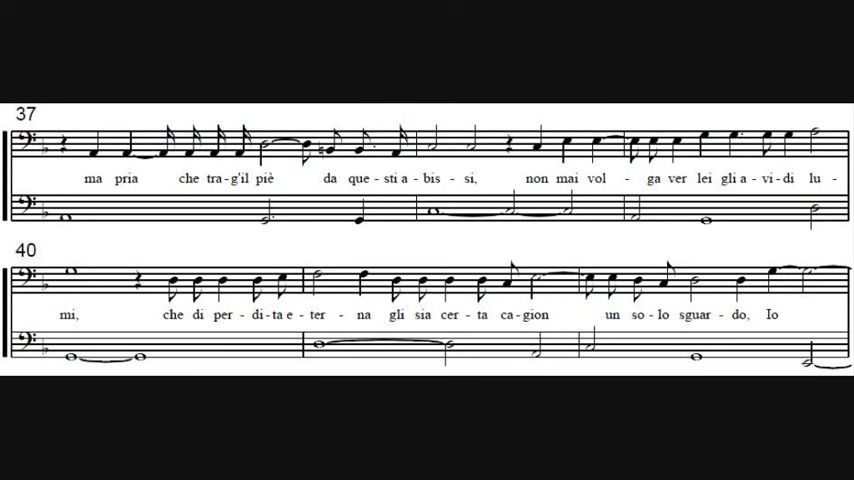 37
ma pria che trag'il piè da que-sti a-bis-si, non mai vol-ga ver lei gli a-vi-di lu-
40
mi, che di per-di-ta e-ter-na gli sia cer-ta ca-gion un so-lo sguar-do, Io